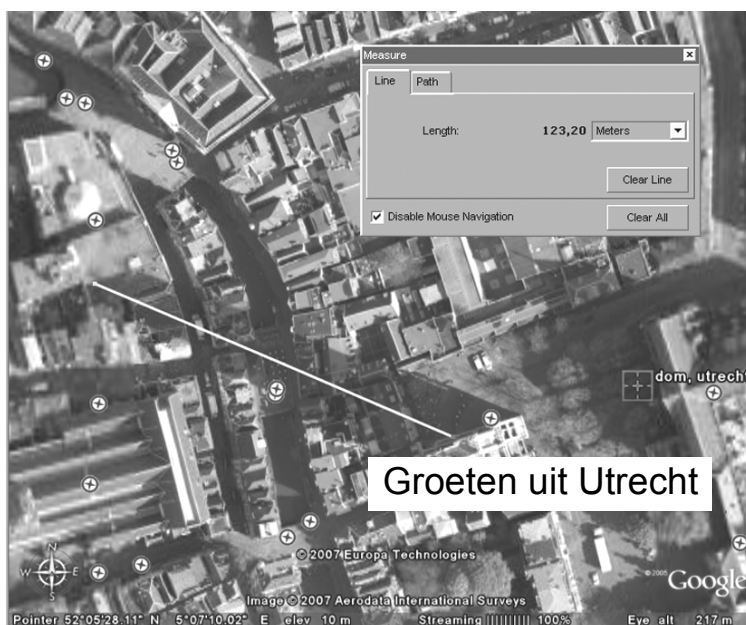 Measure
Line Path
Length: 123,20 Meters
Clear Line
Disable Mouse Navigation
Clear All
dom, utrecht
Groeten uit Utrecht
N
W E
S
© 2007 Europa Technologies
© 2005 Google
Image © 2007 Aerodata International Surveys
Pointer 52°05'28.11" N 5°07'10.02" E elev 10 m Streaming |||||||||| 100% Eye alt 217 m